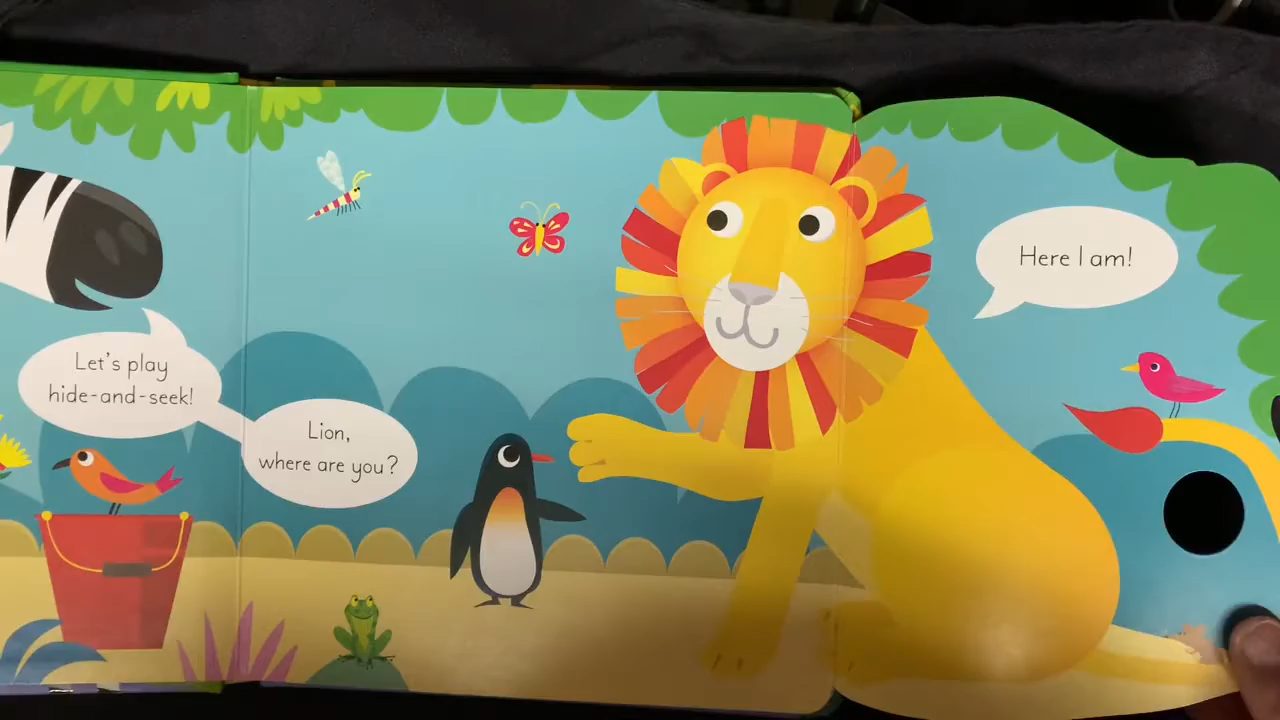 Let's play
hide-and-seek!
Lion,
where are you?
Here I am!